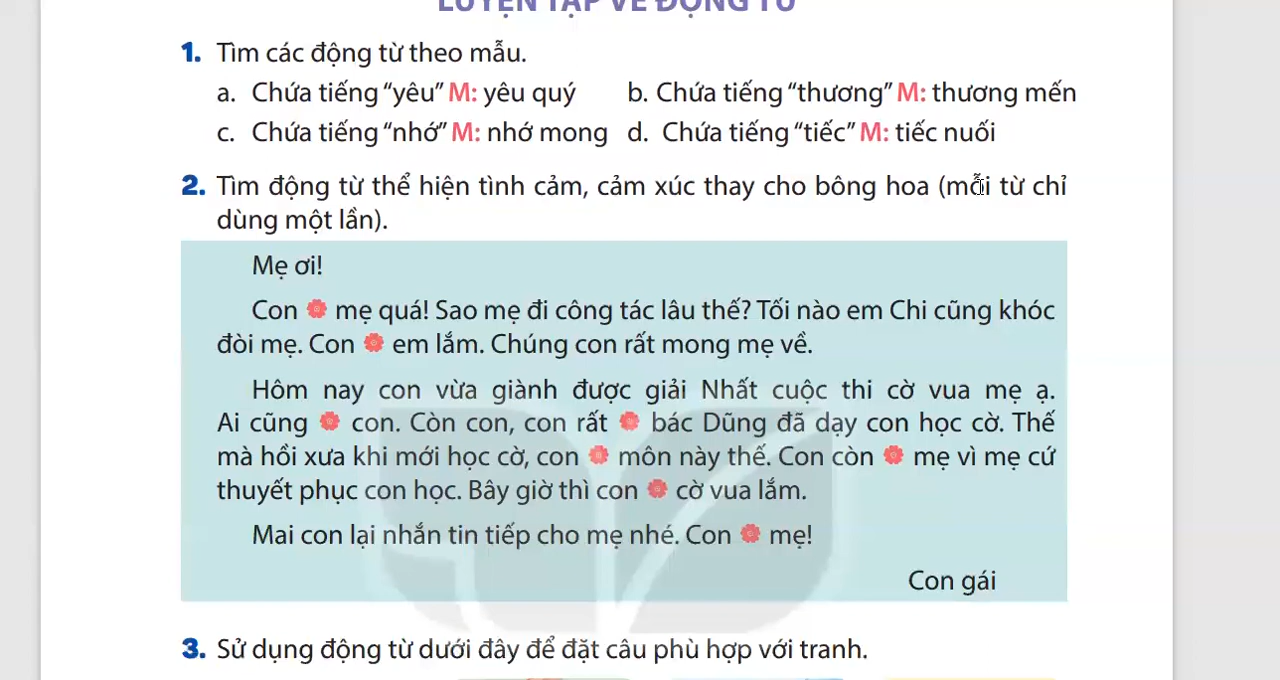 LUYỆN TẬP VỀ ĐỘNG TỪ
1. Tìm các động từ theo mẫu.
a. Chứa tiếng “yêu” M: yêu quý b. Chứa tiếng “thương” M: thương mến
c. Chứa tiếng “nhớ” M: nhớ mong d. Chứa tiếng “tiếc” M: tiếc nuối
2. Tìm động từ thể hiện tình cảm, cảm xúc thay cho bông hoa (mỗi từ chỉ
dùng một lần).
Mẹ ơi!
Con mẹ quá! Sao mẹ đi công tác lâu thế? Tối nào em Chi cũng khóc
đòi mẹ. Con em lắm. Chúng con rất mong mẹ về.
Hôm nay con vừa giành được giải Nhất cuộc thi cờ vua mẹ ạ.
Ai cũng con. Còn con, con rất bác Dũng đã dạy con học cờ. Thế
mà hồi xưa khi mới học cờ, con môn này thế. Con còn mẹ vì mẹ cứ
thuyết phục con học. Bây giờ thì con cờ vua lắm.
Mai con lại nhắn tin tiếp cho mẹ nhé. Con mẹ!
Con gái
3. Sử dụng động từ dưới đây để đặt câu phù hợp với tranh.